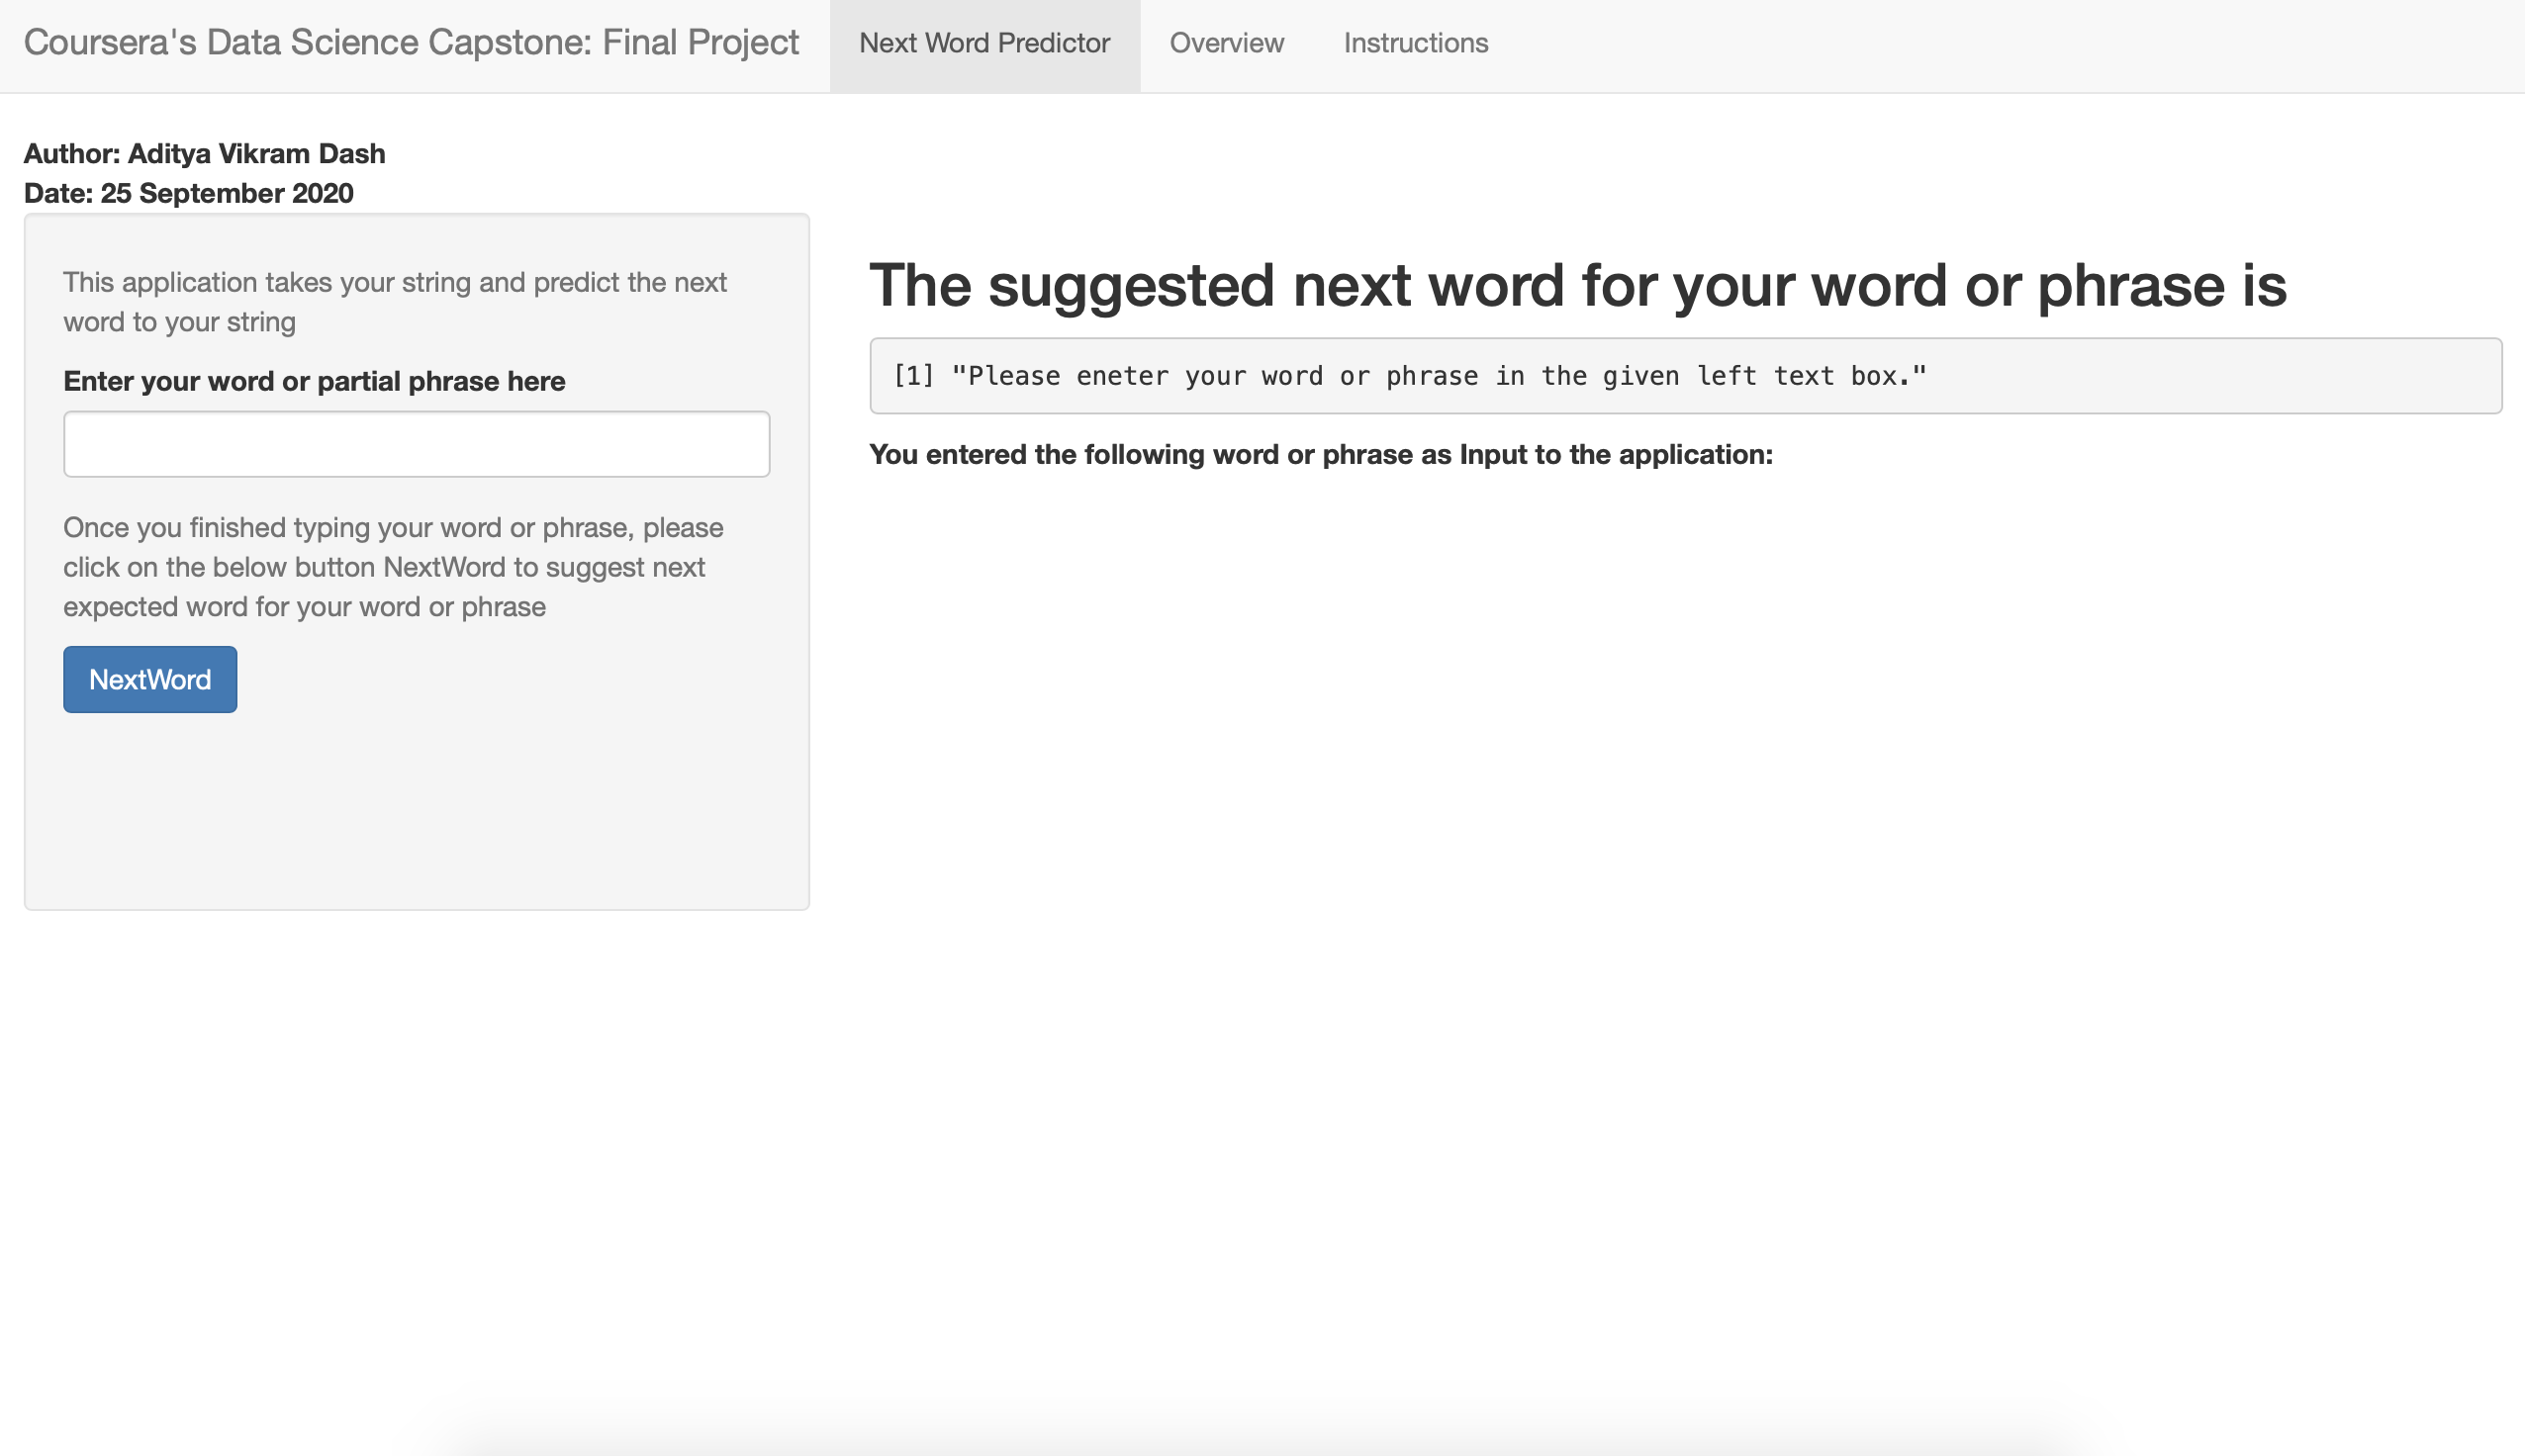 Coursera's Data Science Capstone: Final Project
Next Word Predictor
Overview
Instructions
Author: Aditya Vikram Dash
Date: 25 September 2020
This application takes your string and predict the next
word to your string
Enter your word or partial phrase here
Once you finished typing your word or phrase, please
click on the below button NextWord to suggest next
expected word for your word or phrase
NextWord
The suggested next word for your word or phrase is
[1] "Please eneter your word or phrase in the given left text box."
You entered the following word or phrase as Input to the application: